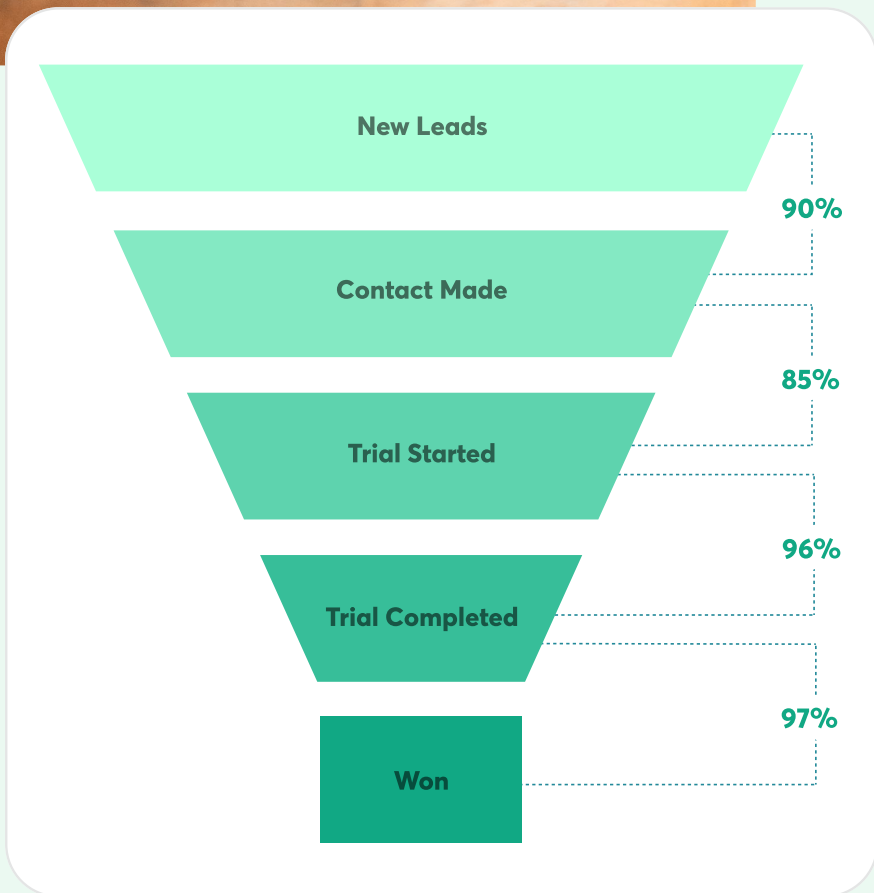 New Leads
90%
Contact Made
85%
Trial Started
96%
Trial Completed
97%
Won